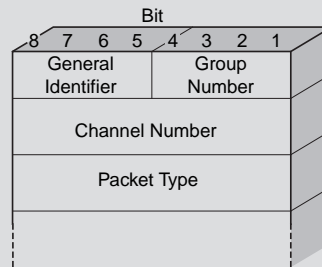 Bit
8 7 6 5 4 3 2 1
General Identifier
Group Number
Channel Number
Packet Type